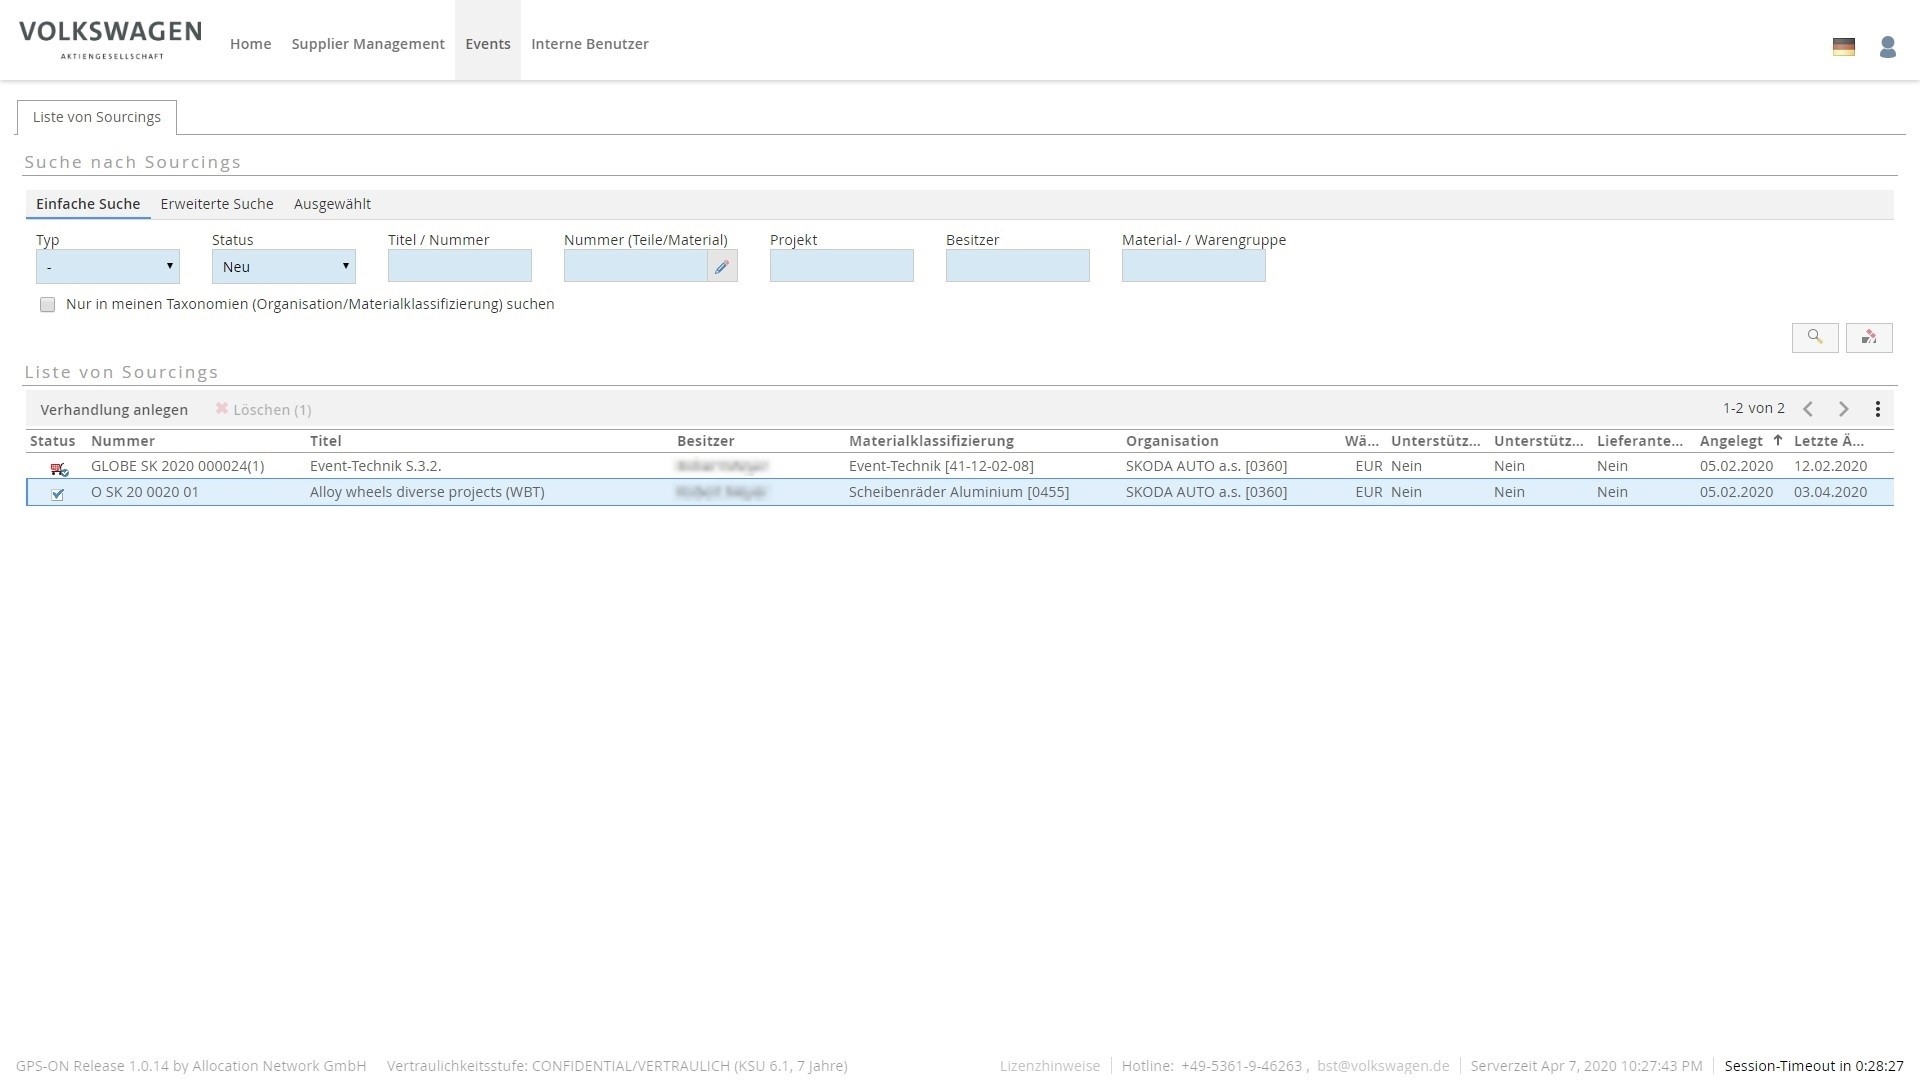 VOLKSWAGEN
AKTIENGESELLSCHAFT
Home Supplier Management Events Interne Benutzer
Liste von Sourcings
Suche nach Sourcings
Einfache Suche Erweiterte Suche Ausgewählt
Typ Status Titel / Nummer Nummer (Teile/Material) Projekt Besitzer Material- / Warengruppe
- Neu
Nur in meinen Taxonomien (Organisation/Materialklassifizierung) suchen
Liste von Sourcings
Verhandlung anlegen Löschen (1) 1-2 von 2
Status Nummer Titel Besitzer Materialklassifizierung Organisation Wä... Unterstütz... Unterstütz... Lieferante... Angelegt Letzte Ä...
GLOBE SK 2020 000024(1) Event-Technik S.3.2. Event-Technik [41-12-02-08] SKODA AUTO a.s. [0360] EUR Nein Nein Nein 05.02.2020 12.02.2020
O SK 20 0020 01 Alloy wheels diverse projects (WBT) Scheibenräder Aluminium [0455] SKODA AUTO a.s. [0360] EUR Nein Nein Nein 05.02.2020 03.04.2020
GPS-ON Release 1.0.14 by Allocation Network GmbH Vertraulichkeitsstufe: CONFIDENTIAL/VERTRAULICH (KSU 6.1, 7 Jahre) Lizenzhinweise Hotline: +49-5361-9-46263 , bst@volkswagen.de Serverzeit Apr 7, 2020 10:27:43 PM Session-Timeout in 0:28:27